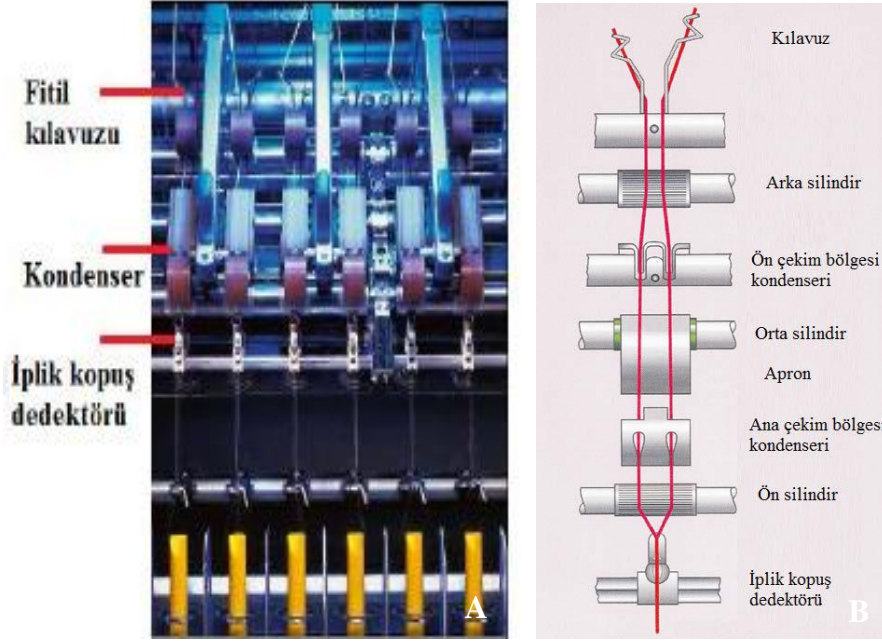 Fitil
kılavuzu
Kondenser
İplik kopuş
dedektörü
A
Kılavuz
Arka silindir
Ön çekim bölgesi
kondenseri
Orta silindir
Apron
Ana çekim bölgesi
kondenseri
Ön silindir
İplik kopuş
dedektörü
B